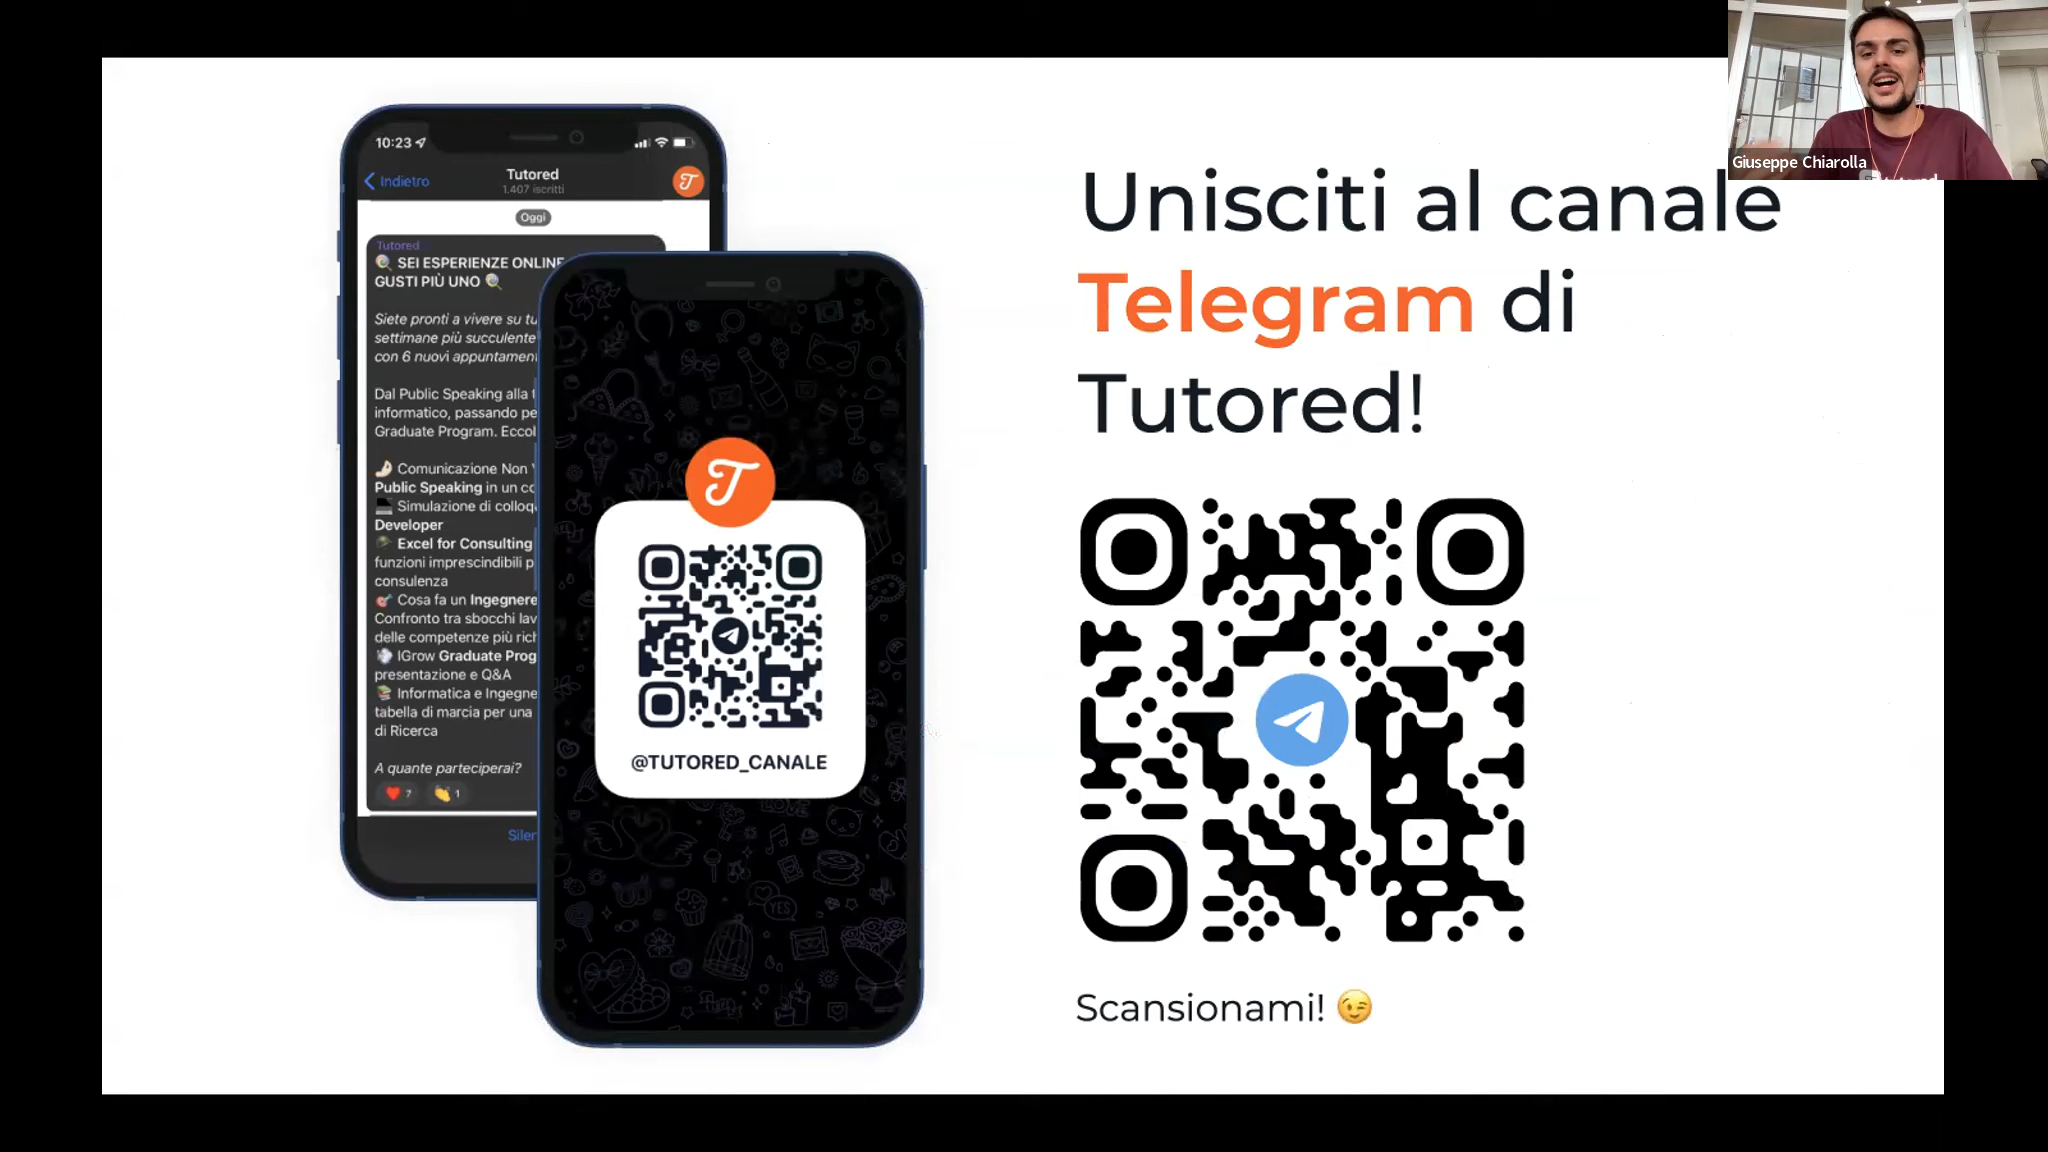 10:23
Indietro
Tutored
1.407 iscritti
Oggi
Tutored
SEI ESPERIENZE ONLINE
GUSTI PIÙ UNO
Siete pronti a vivere su
settimane più succulente
con 6 nuovi
Dal Public Speaking alla
informatico, passando
Graduate Program.
Comunicazione Non
Public Speaking in un
Simulazione di
Developer
Excel for Consulting
funzioni imprescindibili
consulenza
Cosa fa un Ingegnere
Confronto tra sbocchi
delle competenze più
IGrow Graduate
presentazione e Q&A
Informatica e
tabella di marcia per una
di Ricerca
A quante parteciperai?
❤️ 7 👏 1
@TUTORED_CANALE
YES
Unisciti al canale
Telegram di
Tutored!
Scansionami! 😉
Giuseppe Chiarolla